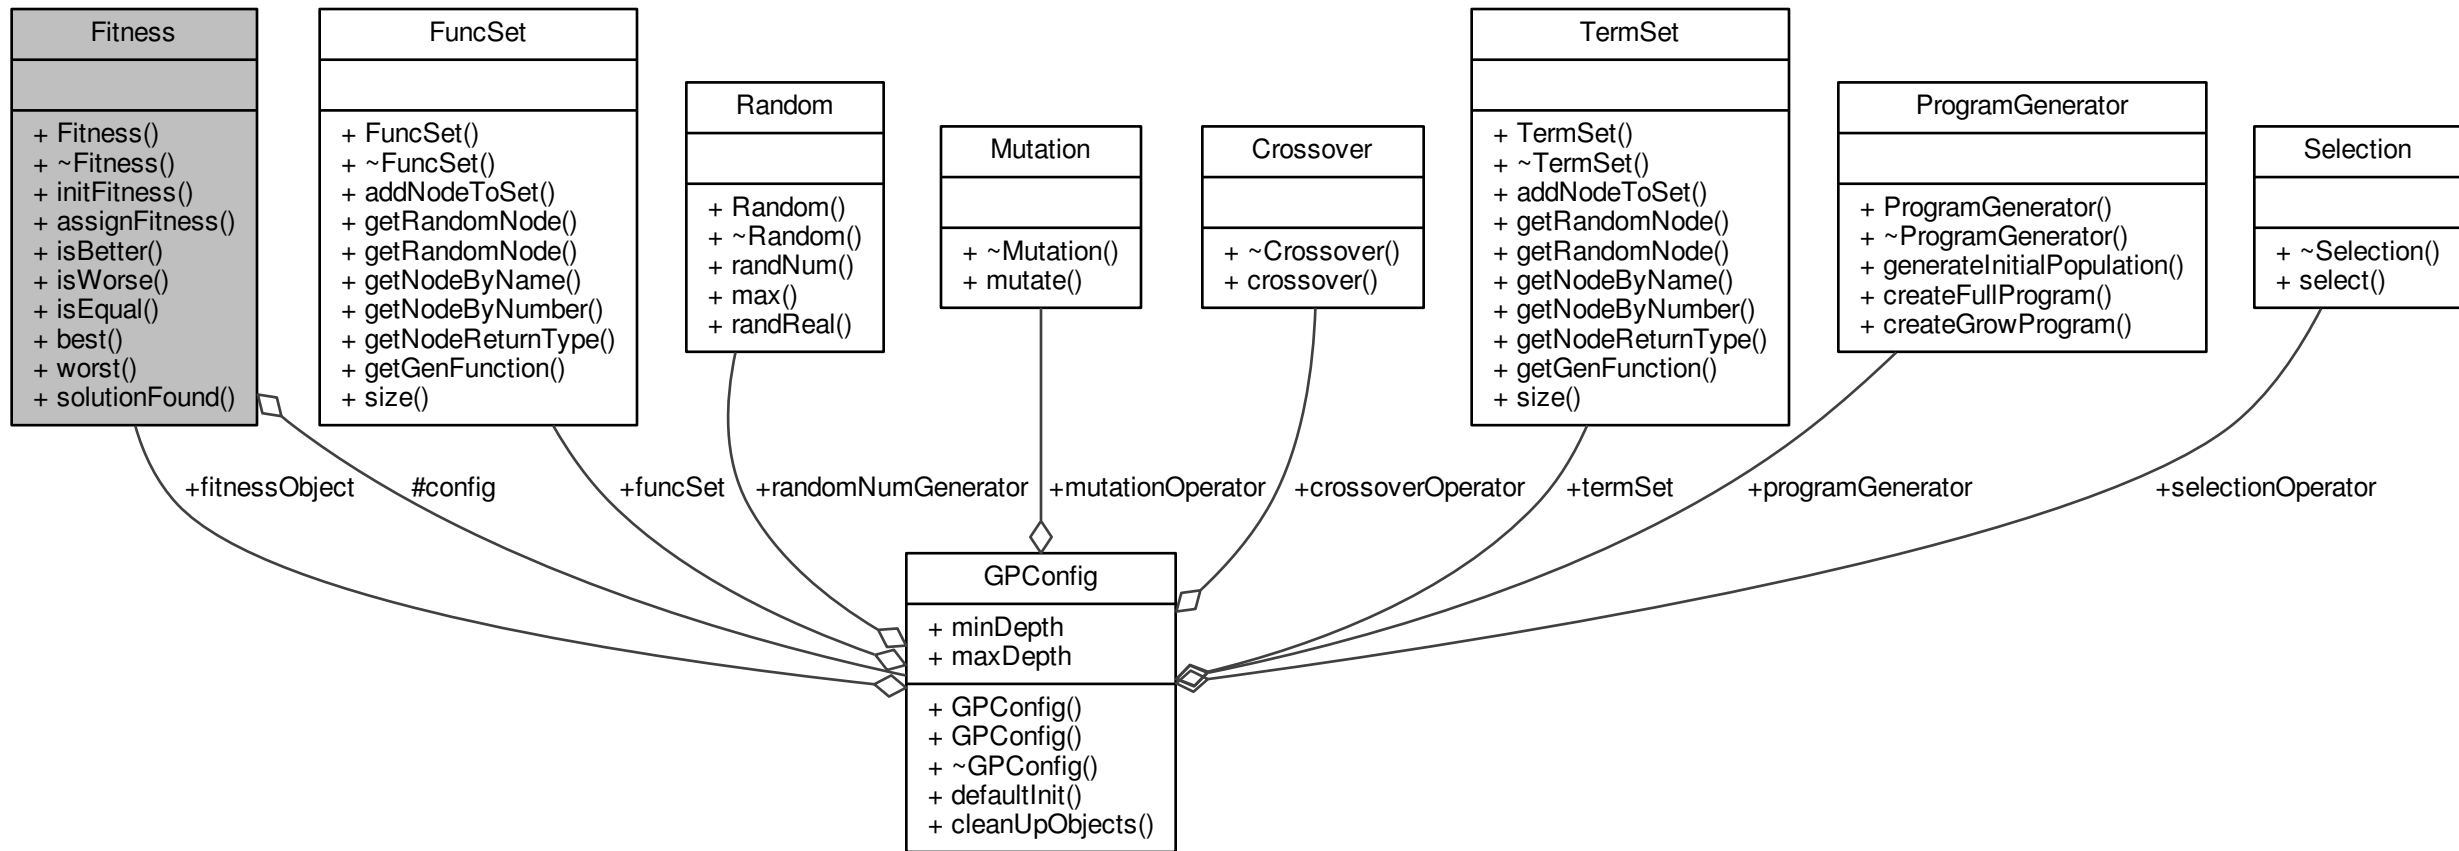 Fitness
+ Fitness()
+ ~Fitness()
+ initFitness()
+ assignFitness()
+ isBetter()
+ isWorse()
+ isEqual()
+ best()
+ worst()
+ solutionFound()
FuncSet
+ FuncSet()
+ ~FuncSet()
+ addNodeToSet()
+ getRandomNode()
+ getRandomNode()
+ getNodeByName()
+ getNodeByNumber()
+ getNodeReturnType()
+ getGenFunction()
+ size()
Random
+ Random()
+ ~Random()
+ randNum()
+ max()
+ randReal()
Mutation
+ ~Mutation()
+ mutate()
Crossover
+ ~Crossover()
+ crossover()
TermSet
+ TermSet()
+ ~TermSet()
+ addNodeToSet()
+ getRandomNode()
+ getRandomNode()
+ getNodeByName()
+ getNodeByNumber()
+ getNodeReturnType()
+ getGenFunction()
+ size()
ProgramGenerator
+ ProgramGenerator()
+ ~ProgramGenerator()
+ generateInitialPopulation()
+ createFullProgram()
+ createGrowProgram()
Selection
+ ~Selection()
+ select()
+fitnessObject
#config
+funcSet
+randomNumGenerator
+mutationOperator
+crossoverOperator
+termSet
+programGenerator
+selectionOperator
GPConfig
+ minDepth
+ maxDepth
+ GPConfig()
+ GPConfig()
+ ~GPConfig()
+ defaultInit()
+ cleanUpObjects()